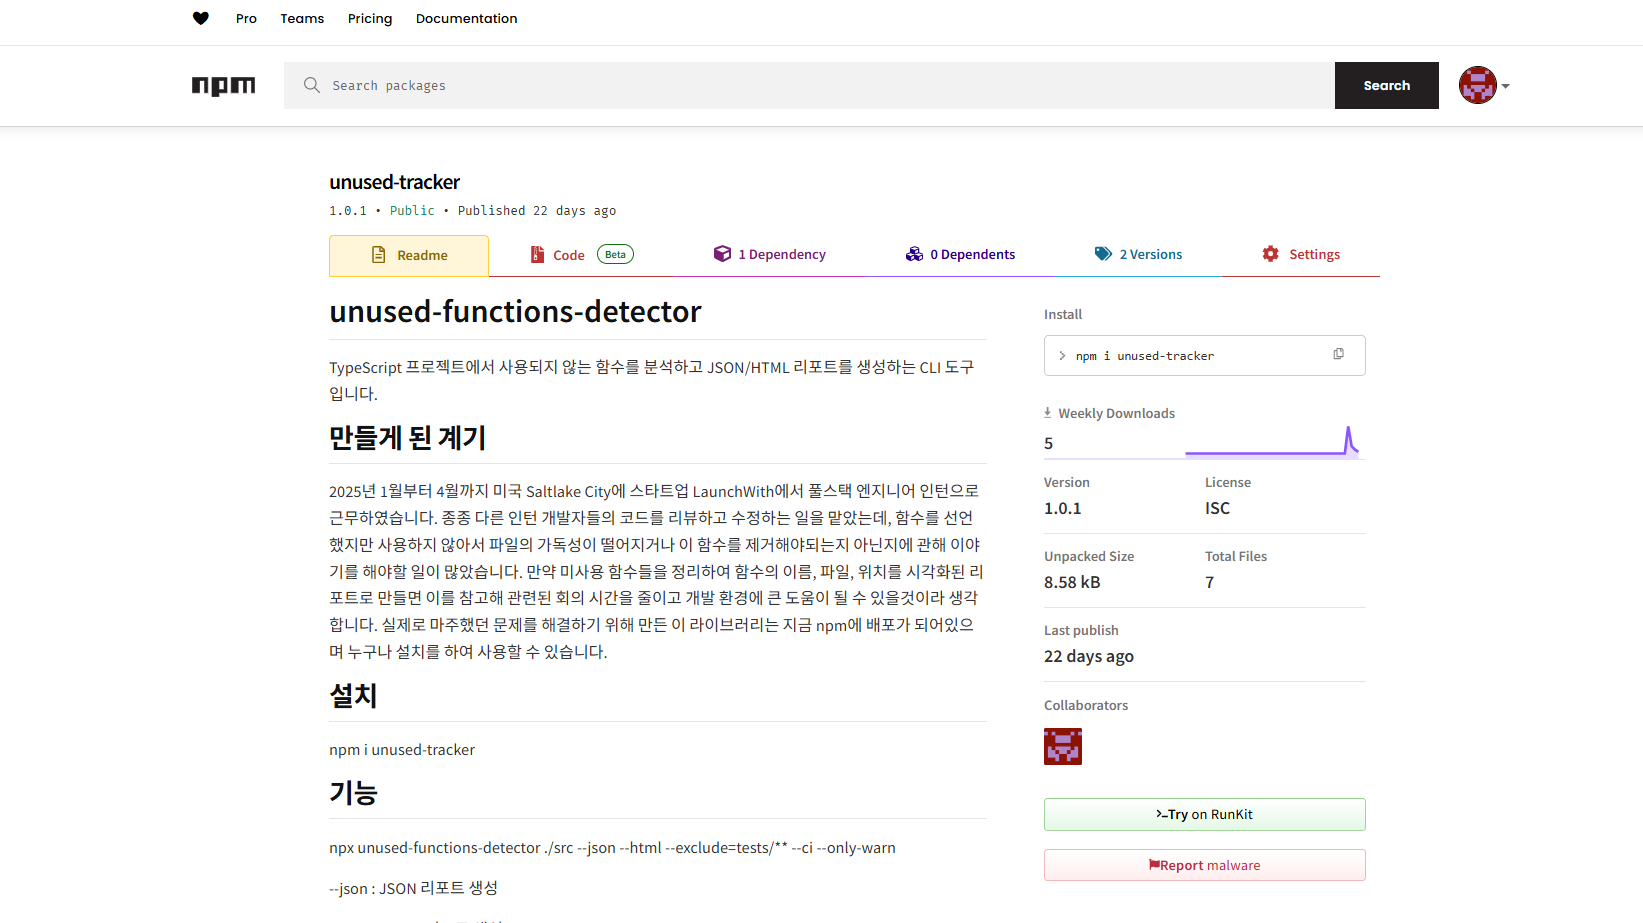 Pro Teams Pricing Documentation
npm Search packages Search
unused-tracker
1.0.1 • Public • Published 22 days ago
Readme Code Beta 1 Dependency 0 Dependents 2 Versions Settings
unused-functions-detector
TypeScript 프로젝트에서 사용되지 않는 함수를 분석하고 JSON/HTML 리포트를 생성하는 CLI 도구
입니다.
만들게 된 계기
2025년 1월부터 4월까지 미국 Saltlake City에 스타트업 LaunchWith에서 풀스택 엔지니어 인턴으로
근무하였습니다. 종종 다른 인턴 개발자들의 코드를 리뷰하고 수정하는 일을 맡았는데, 함수를 선언
했지만 사용하지 않아서 파일의 가독성이 떨어지거나 이 함수를 제거해야되는지 아닌지에 관해 이야
기를 해야할 일이 많았습니다. 만약 미사용 함수들을 정리하여 함수의 이름, 파일, 위치를 시각화된 리
포트로 만들면 이를 참고해 관련된 회의 시간을 줄이고 개발 환경에 큰 도움이 될 수 있을것이라 생각
합니다. 실제로 마주했던 문제를 해결하기 위해 만든 이 라이브러리는 지금 npm에 배포가 되어있으
며 누구나 설치를 하여 사용할 수 있습니다.
설치
npm i unused-tracker
기능
npx unused-functions-detector ./src --json --html --exclude=tests/** --ci --only-warn
--json : JSON 리포트 생성
Install
npm i unused-tracker
Weekly Downloads
5
Version License
1.0.1 ISC
Unpacked Size Total Files
8.58 kB 7
Last publish
22 days ago
Collaborators
Try on RunKit
Report malware